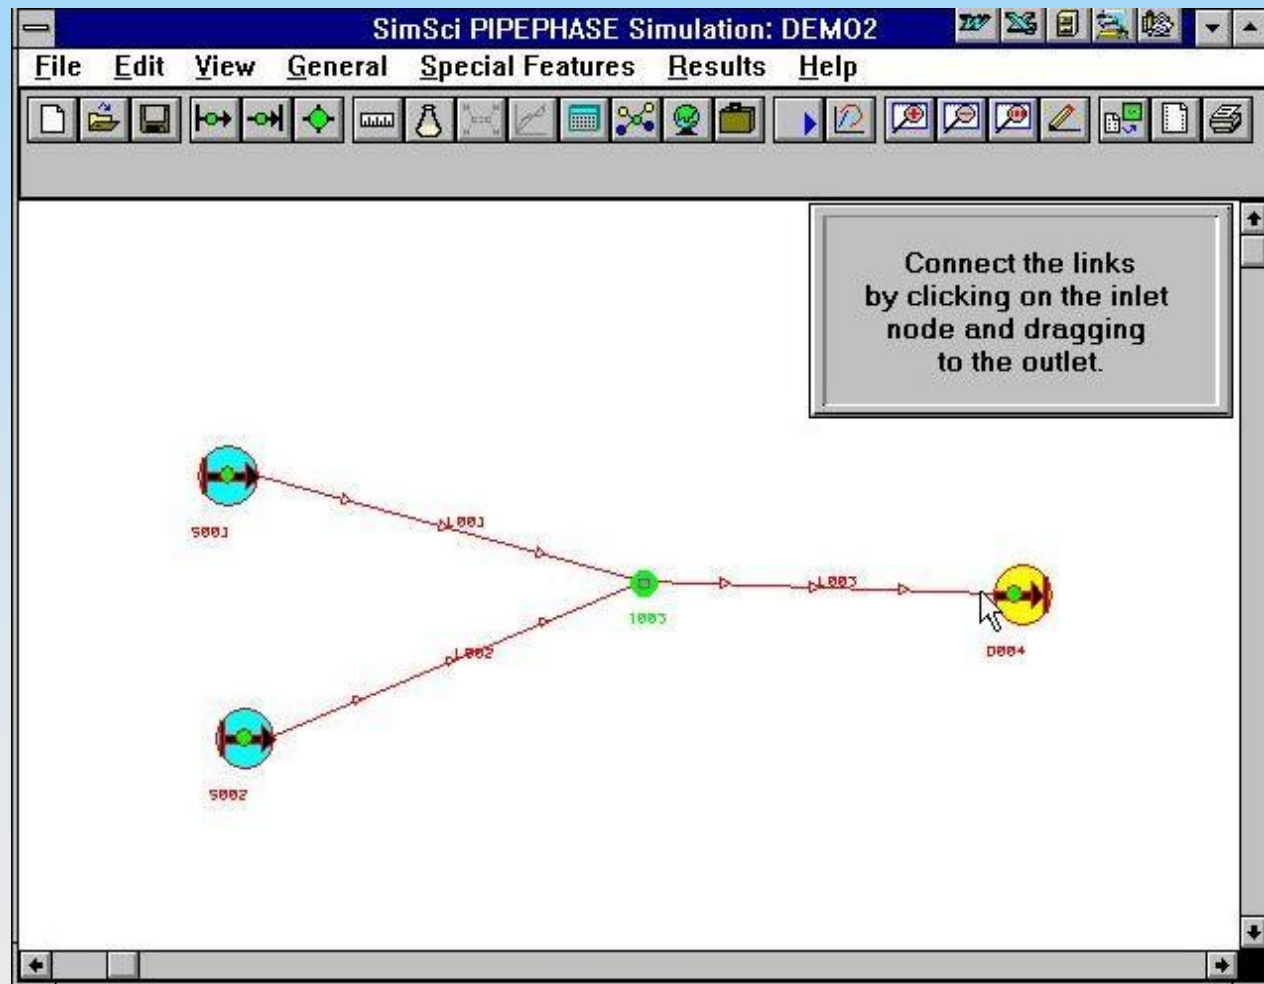 SimSci PIPEPHASE Simulation: DEMO2
File Edit View General Special Features Results Help
Connect the links
by clicking on the inlet
node and dragging
to the outlet.
S001
L001
L003
J003
D004
L002
S002